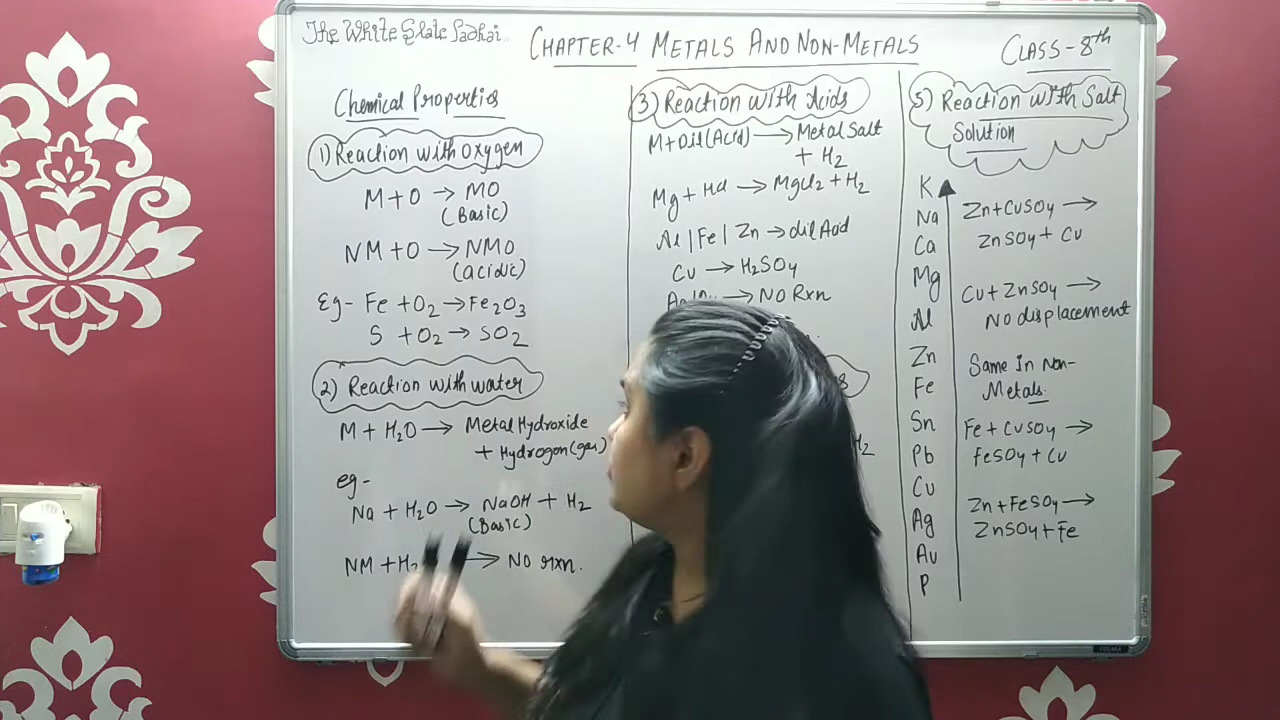 The White Slate Padhai...
CHAPTER-4 METALS AND NON-METALS
CLASS-8th
Chemical Properties
1) Reaction with Oxygen
M + O → MO
(Basic)
NM + O → NMO
(acidic)
Eg- Fe + O2 → Fe2O3
S + O2 → SO2
2) Reaction with water
M + H2O → Metal Hydroxide
+ Hydrogen(gas)
eg-
Na + H2O → NaOH + H2
(Basic)
NM + H2 → NO rxn.
3) Reaction with Acids
M + Dil(Acid) → Metal Salt
+ H2
Mg + Hcl → Mgcl2 + H2
Al | Fe | Zn → dil Acid
Cu → H2SO4
Ag → NO Rxn
H2
5) Reaction with Salt
Solution
K
Na
Ca
Mg
Al
Zn
Fe
Sn
Pb
Cu
Ag
Au
P
Zn + CuSO4 →
ZnSO4 + Cu
Cu + ZnSO4 →
No displacement
Same In Non-
Metals.
Fe + CuSO4 →
FeSO4 + Cu
Zn + FeSO4 →
ZnSO4 + Fe